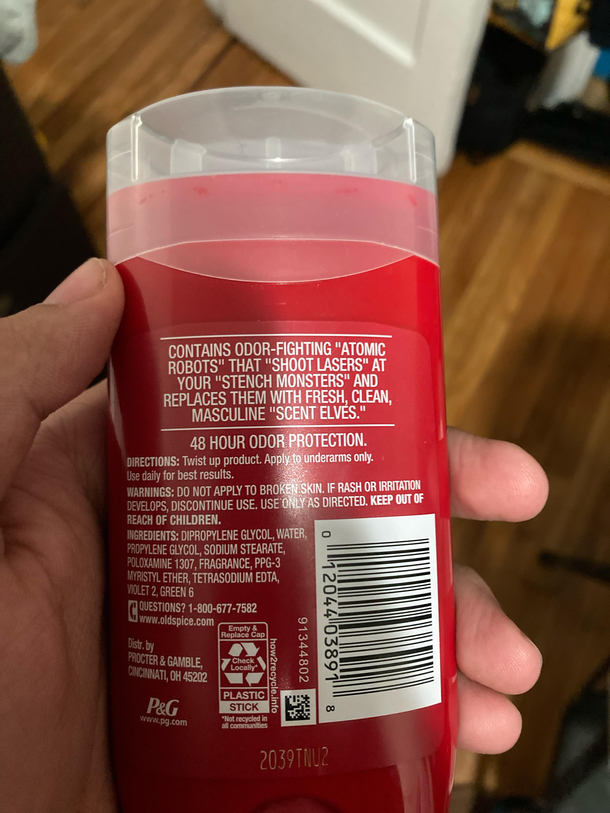 CONTAINS ODOR-FIGHTING "ATOMIC
ROBOTS" THAT "SHOOT LASERS" AT
YOUR "STENCH MONSTERS" AND
REPLACES THEM WITH FRESH, CLEAN,
MASCULINE "SCENT ELVES."
48 HOUR ODOR PROTECTION.
DIRECTIONS: Twist up product. Apply to underarms only.
Use daily for best results.
WARNINGS: DO NOT APPLY TO BROKEN SKIN. IF RASH OR IRRITATION
DEVELOPS, DISCONTINUE USE. USE ONLY AS DIRECTED. KEEP OUT OF
REACH OF CHILDREN.
INGREDIENTS: DIPROPYLENE GLYCOL, WATER,
PROPYLENE GLYCOL, SODIUM STEARATE,
POLOXAMINE 1307, FRAGRANCE, PPG-3
MYRISTYL ETHER, TETRASODIUM EDTA,
VIOLET 2, GREEN 6
QUESTIONS? 1-800-677-7582
www.oldspice.com
Distr. by
PROCTER & GAMBLE,
CINCINNATI, OH 45202
P&G
www.pg.com
Empty &
Replace Cap
Check
Locally*
PLASTIC
STICK
*Not recycled in
all communities
how2recycle.info
91344802
0 12044 03891 8
2039TNU2